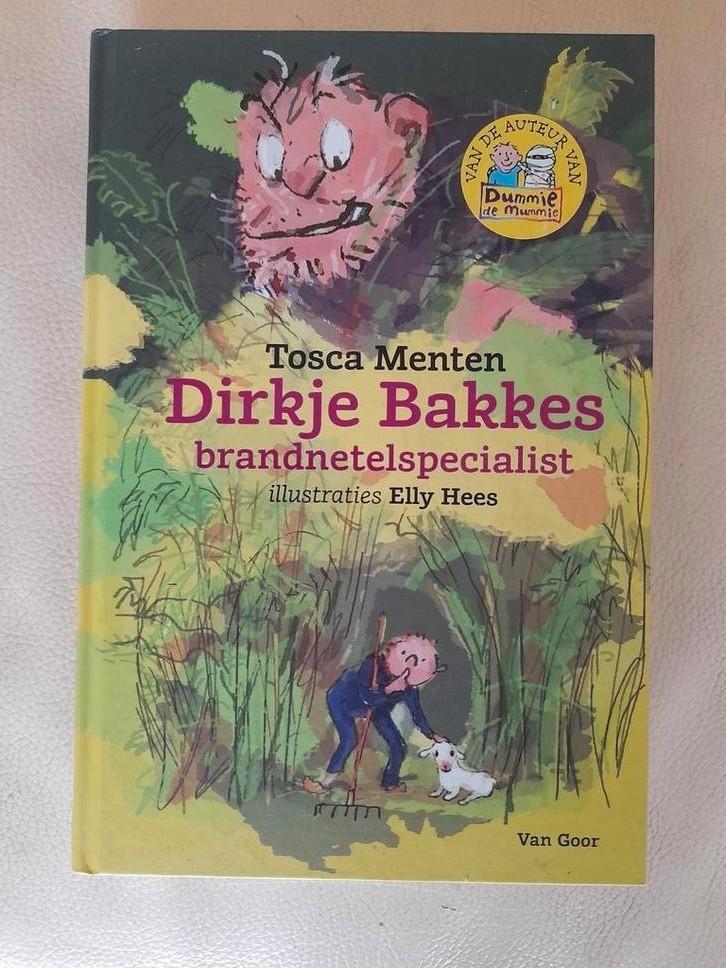 VAN DE AUTEUR VAN
Dummie
de mummie
Tosca Menten
Dirkje Bakkes
brandnetelspecialist
illustraties Elly Hees
Van Goor